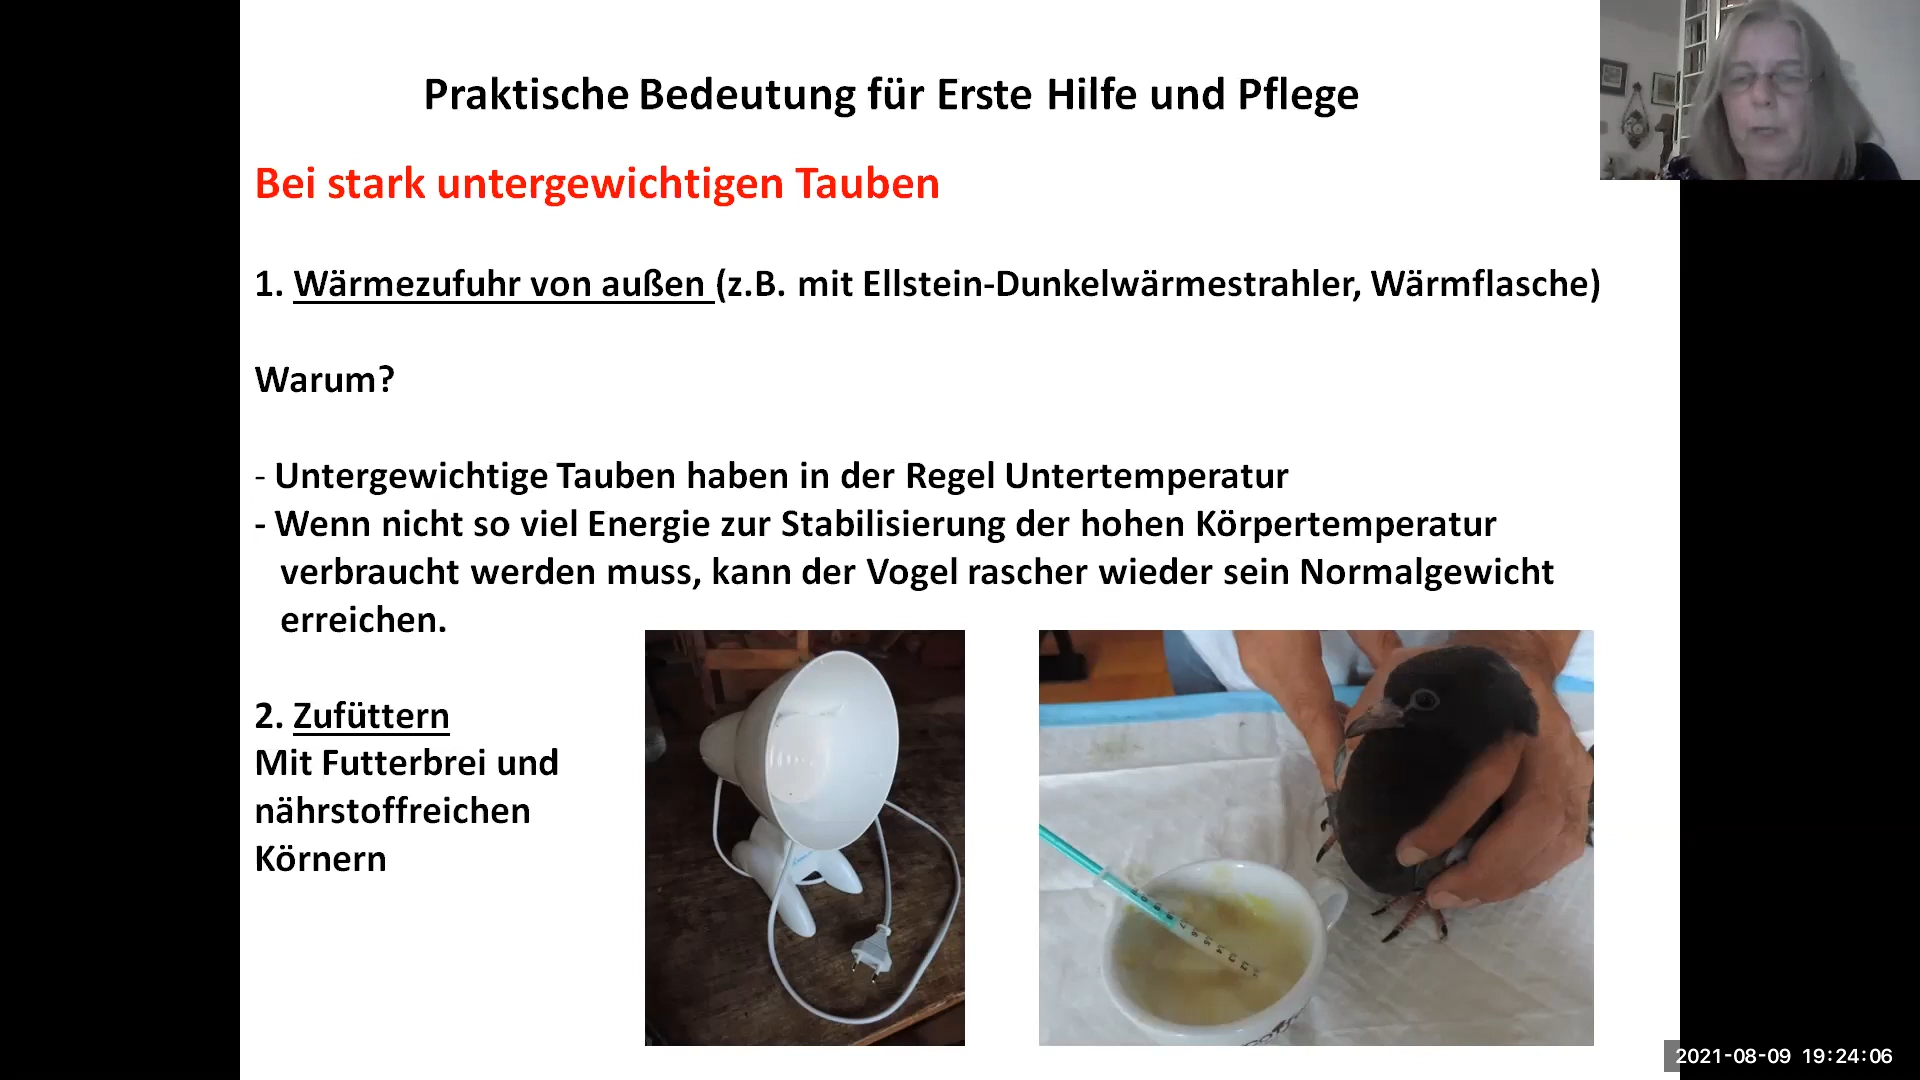 Praktische Bedeutung für Erste Hilfe und Pflege
Bei stark untergewichtigen Tauben
1. Wärmezufuhr von außen (z.B. mit Ellstein-Dunkelwärmestrahler, Wärmflasche)
Warum?
- Untergewichtige Tauben haben in der Regel Untertemperatur
- Wenn nicht so viel Energie zur Stabilisierung der hohen Körpertemperatur
verbraucht werden muss, kann der Vogel rascher wieder sein Normalgewicht
erreichen.
2. Zufüttern
Mit Futterbrei und
nährstoffreichen
Körnern
2021-08-09 19:24:06